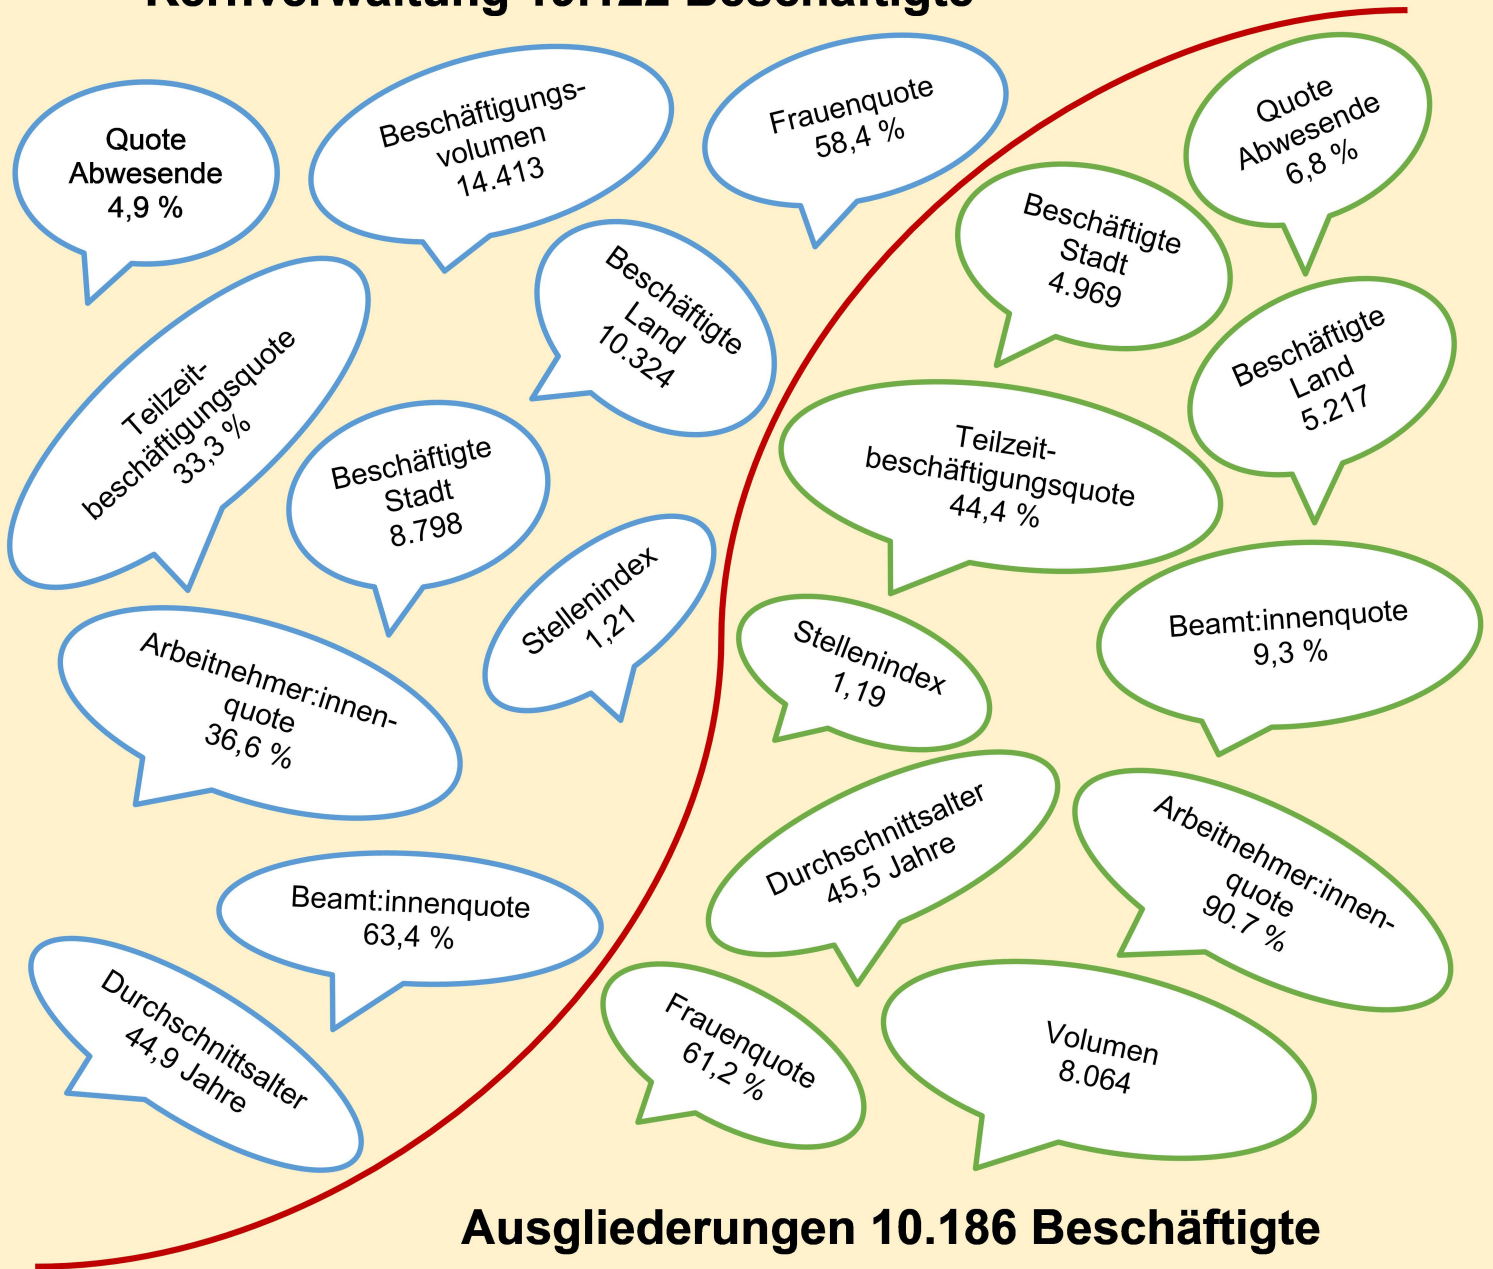 Kernverwaltung 19.122 Beschäftigte
Quote
Abwesende
4,9 %
Beschäftigungs-
volumen
14.413
Frauenquote
58,4 %
Beschäftigte
Land
10.324
Teilzeit-
beschäftigungsquote
33,3 %
Beschäftigte
Stadt
8.798
Stellenindex
1,21
Arbeitnehmer:innen-
quote
36,6 %
Beamt:innenquote
63,4 %
Durchschnittsalter
44,9 Jahre
Quote
Abwesende
6,8 %
Beschäftigte
Stadt
4.969
Beschäftigte
Land
5.217
Teilzeit-
beschäftigungsquote
44,4 %
Beamt:innenquote
9,3 %
Stellenindex
1,19
Durchschnittsalter
45,5 Jahre
Arbeitnehmer:innen-
quote
90.7 %
Frauenquote
61,2 %
Volumen
8.064
Ausgliederungen 10.186 Beschäftigte